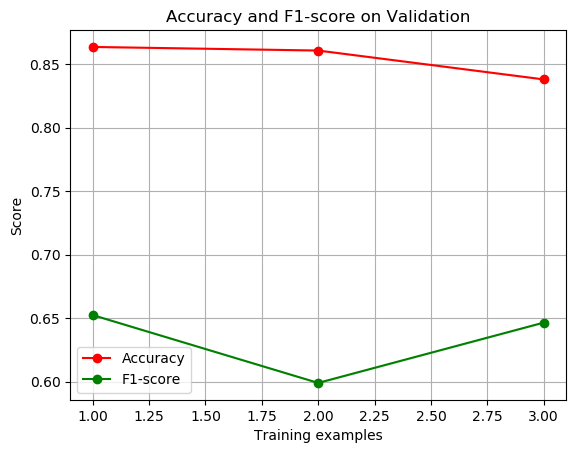 Accuracy and F1-score on Validation
Score
0.85
0.80
0.75
0.70
0.65
0.60
Accuracy
F1-score
1.00 1.25 1.50 1.75 2.00 2.25 2.50 2.75 3.00
Training examples